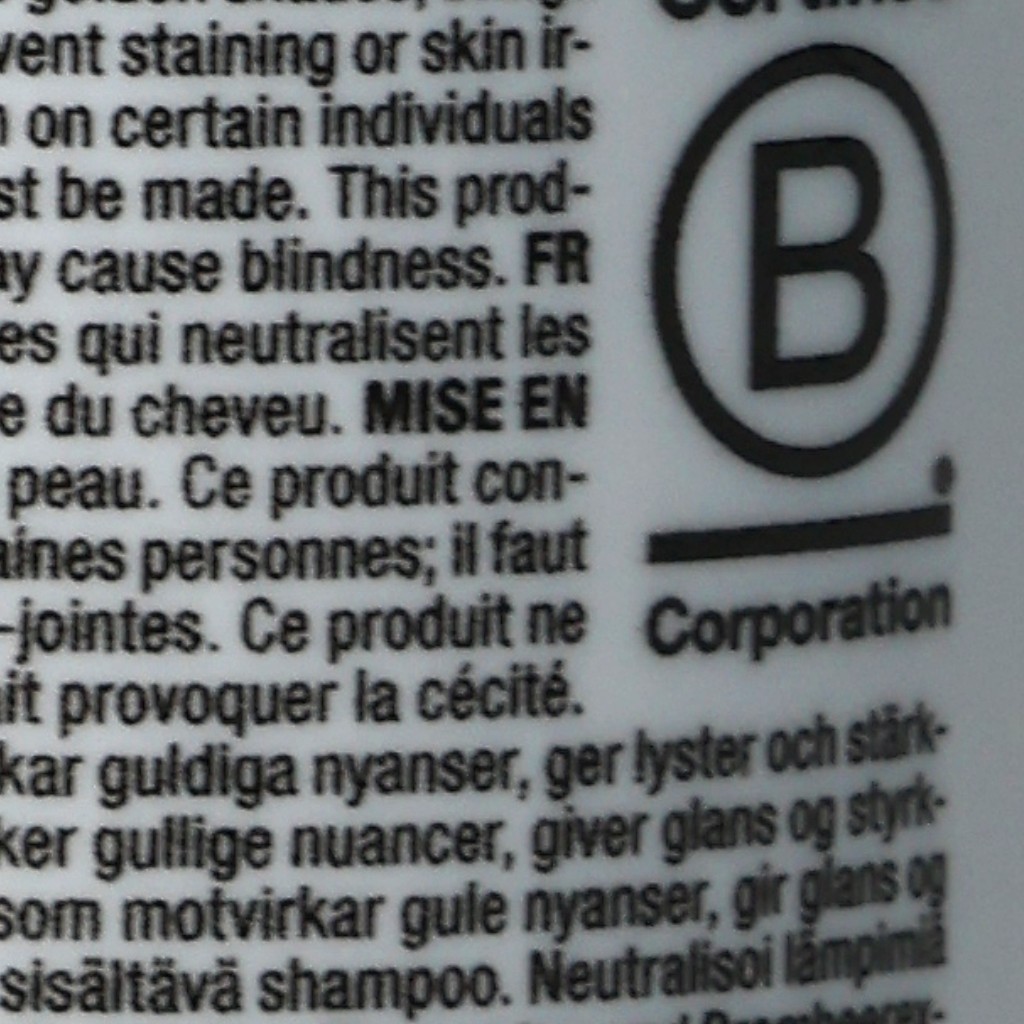 vent staining or skin ir-
on certain individuals
st be made. This prod-
ay cause blindness. FR
es qui neutralisent les
e du cheveu. MISE EN
peau. Ce produit con-
aines personnes; il faut
-jointes. Ce produit ne
ait provoquer la cécité.
Certified
B
®
Corporation
kar guldiga nyanser, ger lyster och stärk-
ker gullige nuancer, giver glans og styrk-
som motvirkar gule nyanser, gir glans og
sisältävä shampoo. Neutralisoi lämpimiä